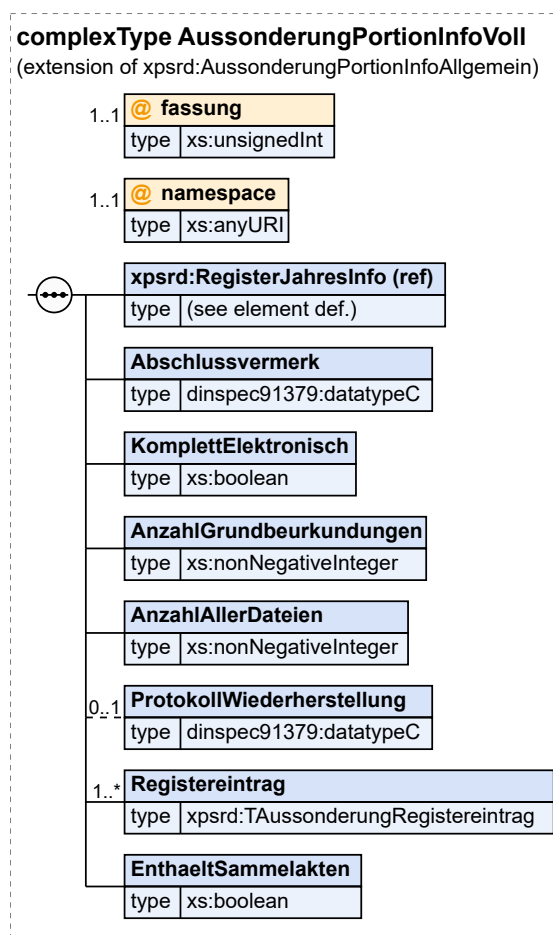 complexType AussonderungPortionInfoVoll
(extension of xpsrd:AussonderungPortionInfoAllgemein)
1..1 @ fassung
type xs:unsignedInt
1..1 @ namespace
type xs:anyURI
xpsrd:RegisterJahresInfo (ref)
type (see element def.)
Abschlussvermerk
type dinspec91379:datatypeC
KomplettElektronisch
type xs:boolean
AnzahlGrundbeurkundungen
type xs:nonNegativeInteger
AnzahlAllerDateien
type xs:nonNegativeInteger
0..1 ProtokollWiederherstellung
type dinspec91379:datatypeC
1..* Registereintrag
type xpsrd:TAussonderungRegistereintrag
EnthaeltSammelakten
type xs:boolean